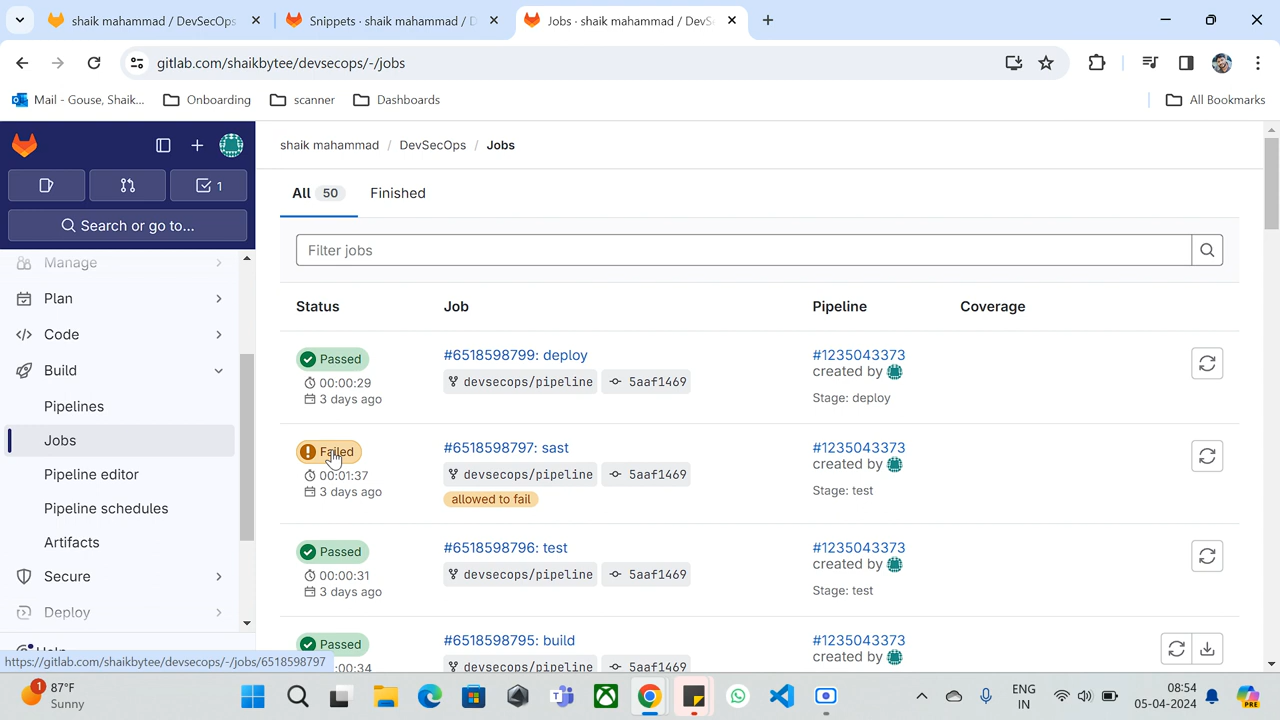 shaik mahammad / DevSecOps
Snippets · shaik mahammad / D
Jobs · shaik mahammad / DevSe
gitlab.com/shaikbytee/devsecops/-/jobs
Mail - Gouse, Shaik...
Onboarding
scanner
Dashboards
All Bookmarks
1
Search or go to...
Manage
Plan
Code
Build
Pipelines
Jobs
Pipeline editor
Pipeline schedules
Artifacts
Secure
Deploy
Help
shaik mahammad / DevSecOps / Jobs
All 50 Finished
Filter jobs
Status Job Pipeline Coverage
Passed #6518598799: deploy #1235043373
00:00:29 devsecops/pipeline 5aaf1469 created by
3 days ago Stage: deploy
Failed #6518598797: sast #1235043373
00:01:37 devsecops/pipeline 5aaf1469 created by
3 days ago allowed to fail Stage: test
Passed #6518598796: test #1235043373
00:00:31 devsecops/pipeline 5aaf1469 created by
3 days ago Stage: test
Passed #6518598795: build #1235043373
00:34 devsecops/pipeline 5aaf1469 created by
https://gitlab.com/shaikbytee/devsecops/-/jobs/6518598797
1
87°F
Sunny
ENG
IN
08:54
05-04-2024
PRE